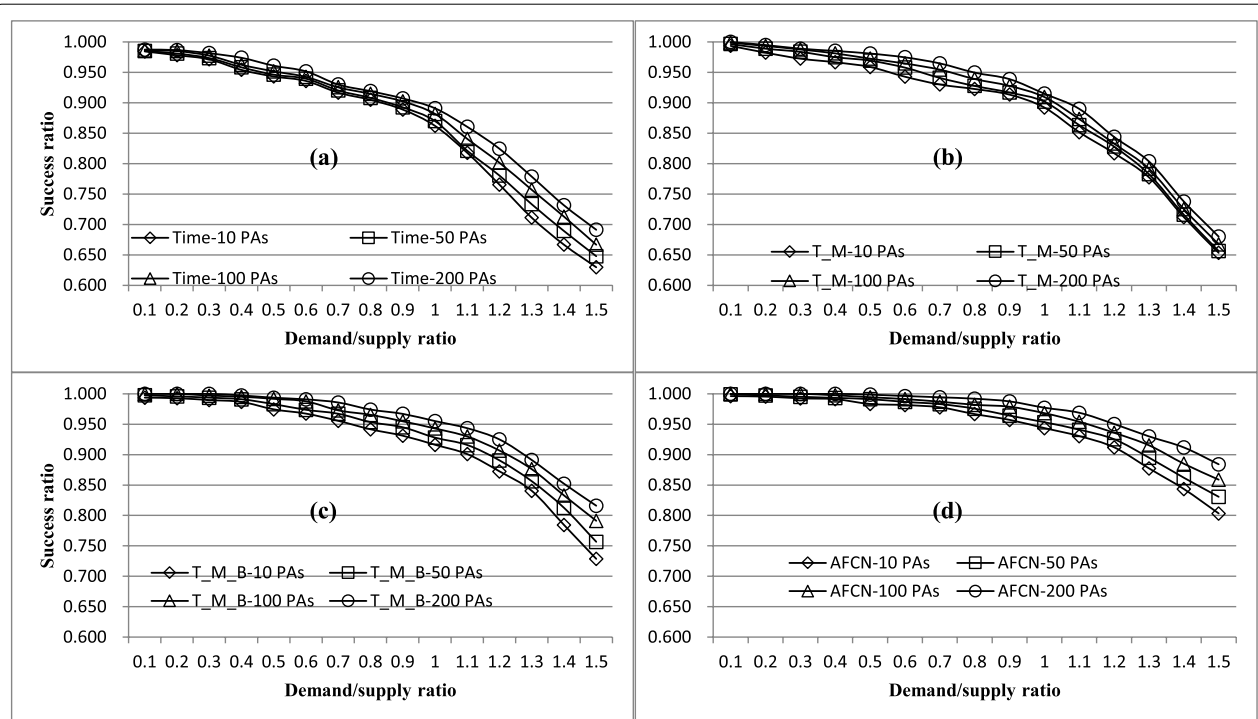 1.000
0.950
0.900
0.850
0.800
0.750
0.700
0.650
0.600
Success ratio
(a)
Time-10 PAs
Time-50 PAs
Time-100 PAs
Time-200 PAs
0.1 0.2 0.3 0.4 0.5 0.6 0.7 0.8 0.9 1 1.1 1.2 1.3 1.4 1.5
Demand/supply ratio
1.000
0.950
0.900
0.850
0.800
0.750
0.700
0.650
0.600
(b)
T_M-10 PAs
T_M-50 PAs
T_M-100 PAs
T_M-200 PAs
0.1 0.2 0.3 0.4 0.5 0.6 0.7 0.8 0.9 1 1.1 1.2 1.3 1.4 1.5
Demand/supply ratio
1.000
0.950
0.900
0.850
0.800
0.750
0.700
0.650
0.600
Success ratio
(c)
T_M_B-10 PAs
T_M_B-50 PAs
T_M_B-100 PAs
T_M_B-200 PAs
0.1 0.2 0.3 0.4 0.5 0.6 0.7 0.8 0.9 1 1.1 1.2 1.3 1.4 1.5
Demand/supply ratio
1.000
0.950
0.900
0.850
0.800
0.750
0.700
0.650
0.600
(d)
AFCN-10 PAs
AFCN-50 PAs
AFCN-100 PAs
AFCN-200 PAs
0.1 0.2 0.3 0.4 0.5 0.6 0.7 0.8 0.9 1 1.1 1.2 1.3 1.4 1.5
Demand/supply ratio